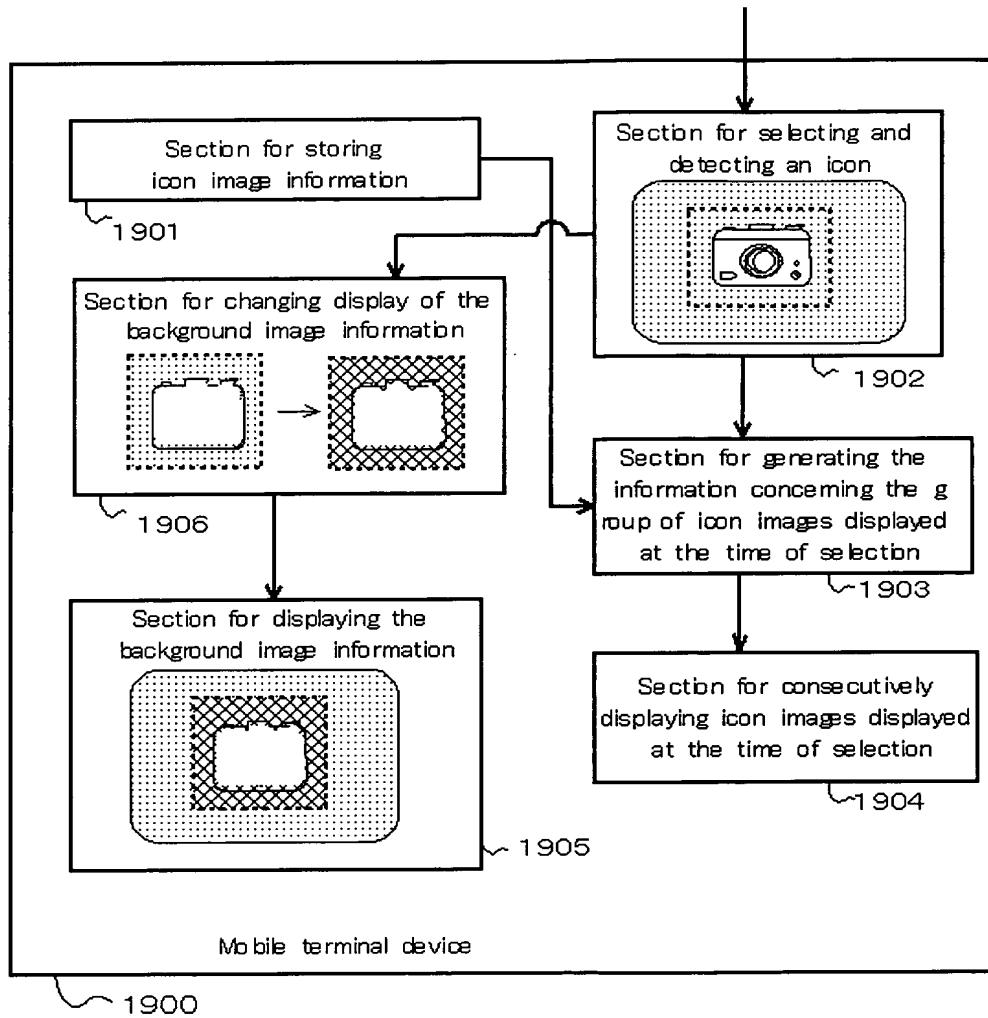 Section for storing
icon image information
1901
Section for selecting and
detecting an icon
1902
Section for changing display of the
background image information
1906
Section for generating the
information concerning the g
roup of icon images displayed
at the time of selection
1903
Section for displaying the
background image information
1905
Section for consecutively
displaying icon images displayed
at the time of selection
1904
Mobile terminal device
1900